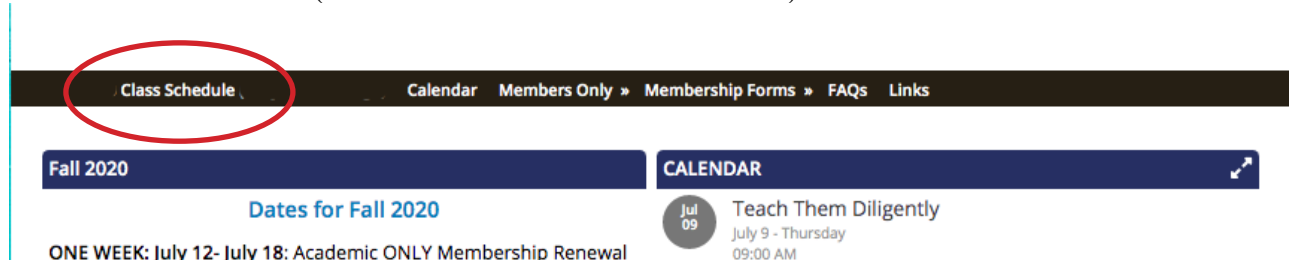 Class Schedule Calendar Members Only » Membership Forms » FAQs Links
Fall 2020
Dates for Fall 2020
ONE WEEK: July 12- July 18: Academic ONLY Membership Renewal
CALENDAR
Jul
09
Teach Them Diligently
July 9 - Thursday
09:00 AM